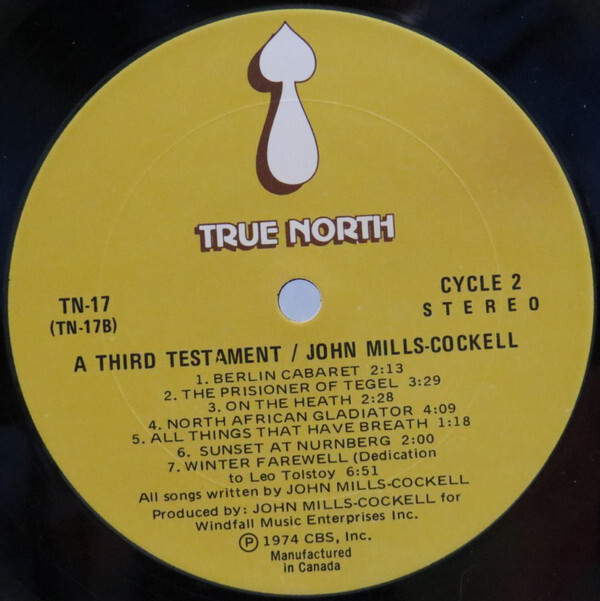 TRUE NORTH
TN-17
(TN-17B)
CYCLE 2
STEREO
A THIRD TESTAMENT / JOHN MILLS-COCKELL
1. BERLIN CABARET 2:13
2. THE PRISIONER OF TEGEL 3:29
3. ON THE HEATH 2:28
4. NORTH AFRICAN GLADIATOR 4:09
5. ALL THINGS THAT HAVE BREATH 1:18
6. SUNSET AT NURNBERG 2:00
7. WINTER FAREWELL (Dedication
to Leo Tolstoy 6:51
All songs written by JOHN MILLS-COCKELL
Produced by: JOHN MILLS-COCKELL for
Windfall Music Enterprises Inc.
Ⓟ 1974 CBS, Inc.
Manufactured
in Canada